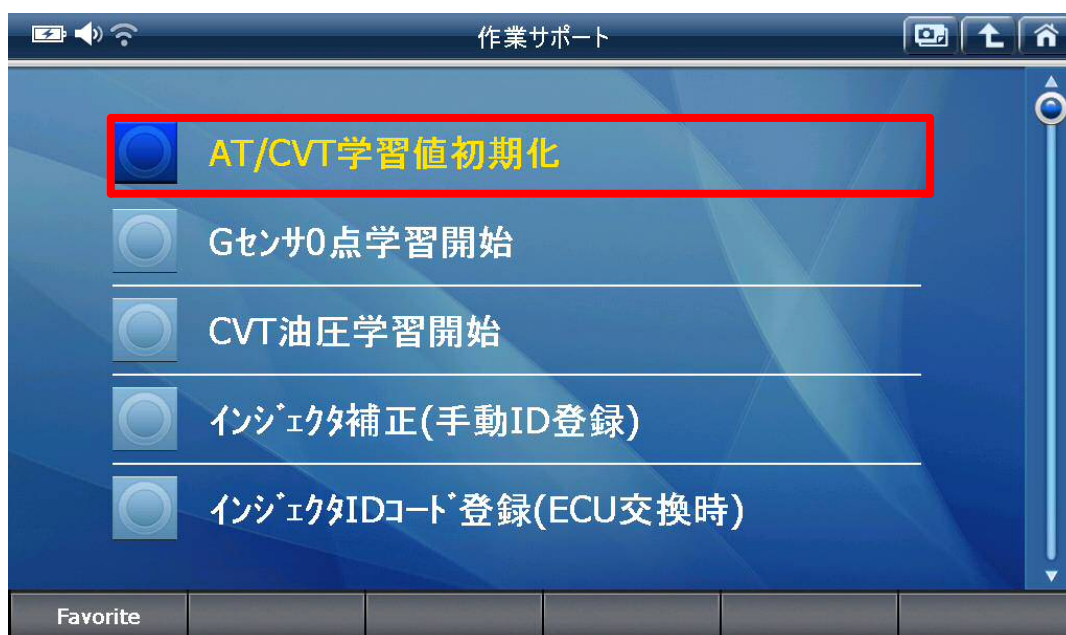 作業サポート
AT/CVT学習値初期化
Gｾﾝｻ0点学習開始
CVT油圧学習開始
ｲﾝｼﾞｪｸﾀ補正(手動ID登録)
ｲﾝｼﾞｪｸﾀIDｺｰﾄﾞ登録(ECU交換時)
Favorite